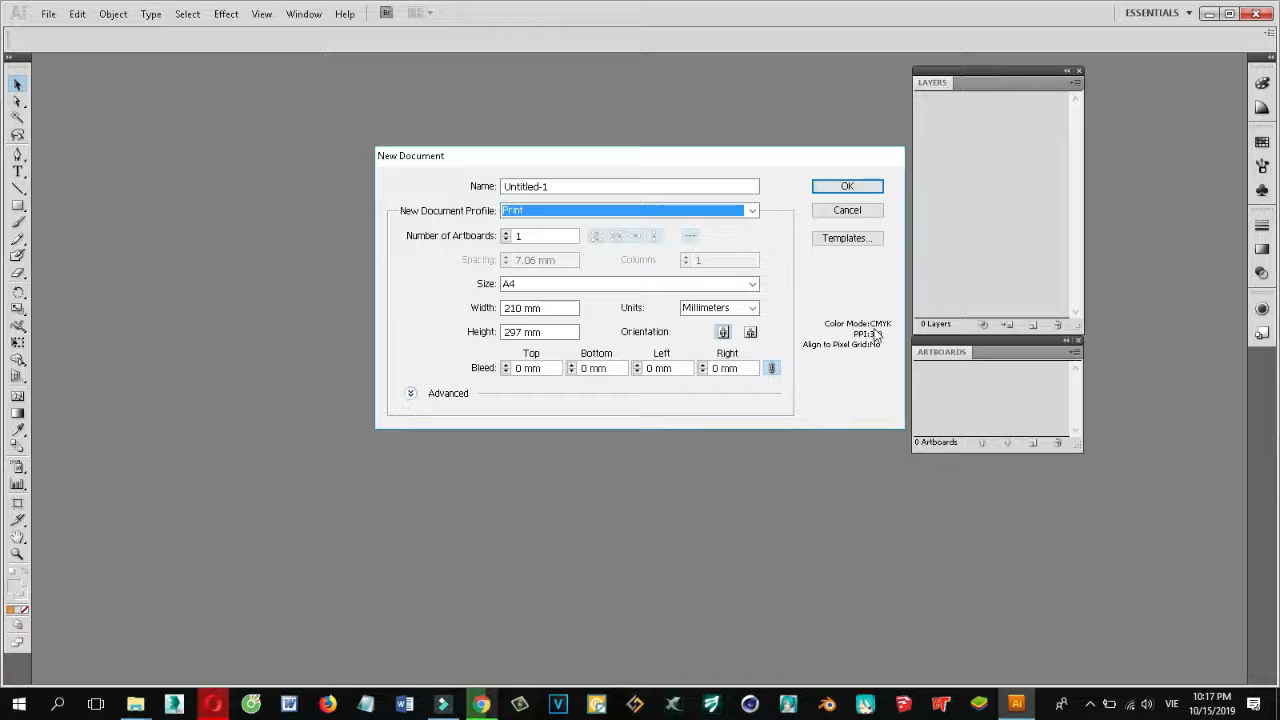 Ai File Edit Object Type Select Effect View Window Help Br ESSENTIALS
LAYERS
New Document
Name: Untitled-1 OK
New Document Profile: Print Cancel
Number of Artboards: 1 Templates...
Spacing: 7.06 mm Columns 1
Size: A4
Width: 210 mm Units: Millimeters
Color Mode:CMYK
0 Layers
Height: 297 mm Orientation:
PPI:
Align to Pixel Grid:No
ARTBOARDS
Top Bottom Left Right
Bleed: 0 mm 0 mm 0 mm 0 mm
Advanced
0 Artboards
10:17 PM
VIE
10/15/2019